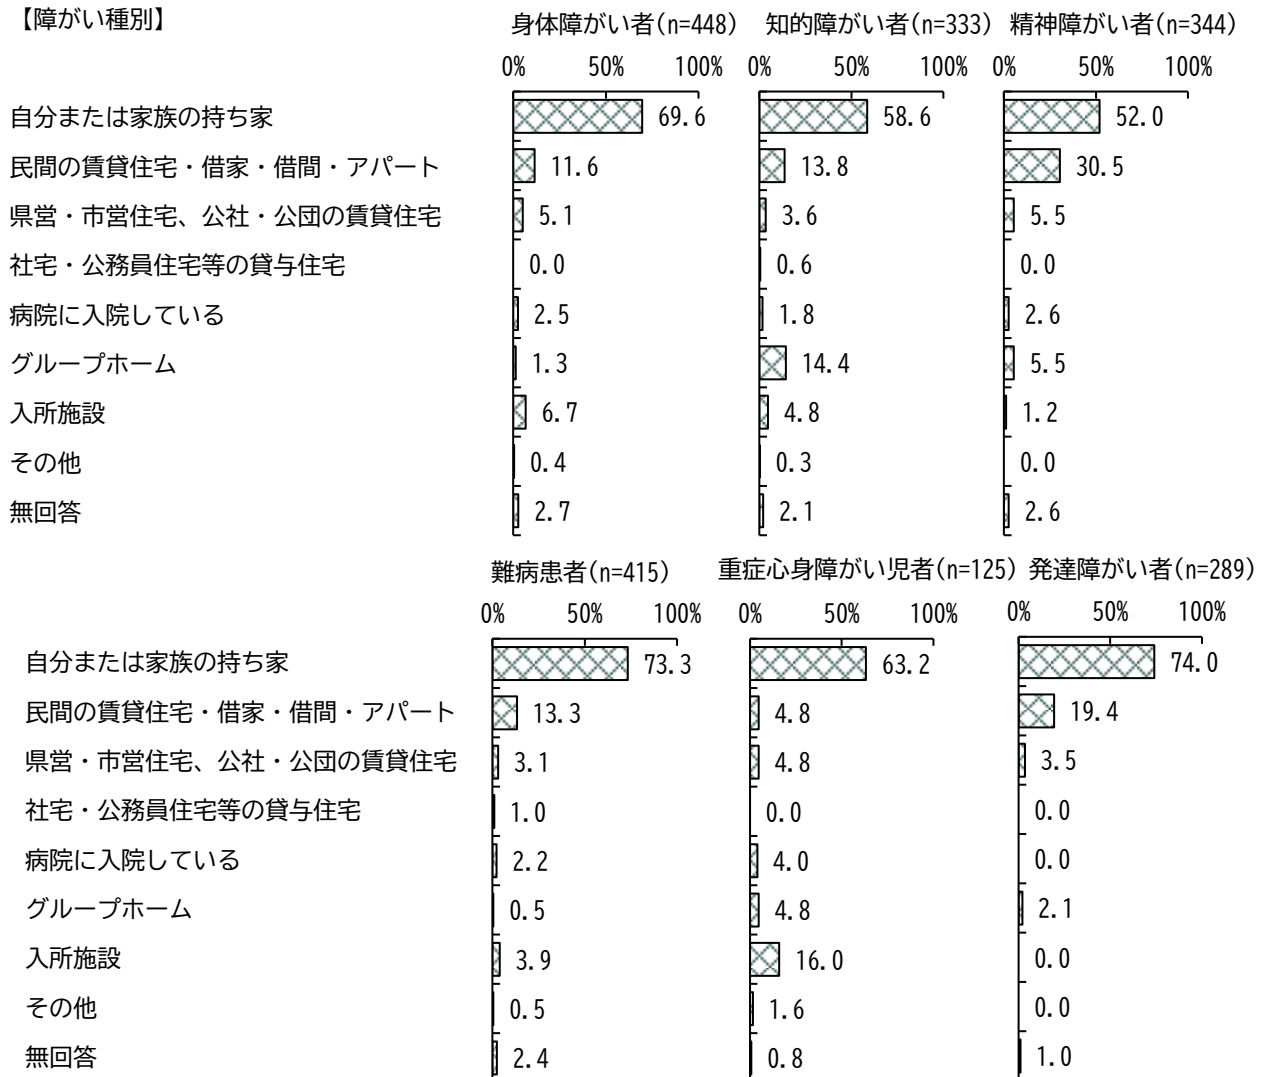 【障がい種別】
身体障がい者(n=448) 知的障がい者(n=333) 精神障がい者(n=344)
0% 50% 100% 0% 50% 100% 0% 50% 100%
自分または家族の持ち家 69.6 58.6 52.0
民間の賃貸住宅・借家・借間・アパート 11.6 13.8 30.5
県営・市営住宅、公社・公団の賃貸住宅 5.1 3.6 5.5
社宅・公務員住宅等の貸与住宅 0.0 0.6 0.0
病院に入院している 2.5 1.8 2.6
グループホーム 1.3 14.4 5.5
入所施設 6.7 4.8 1.2
その他 0.4 0.3 0.0
無回答 2.7 2.1 2.6
難病患者(n=415) 重症心身障がい児者(n=125) 発達障がい者(n=289)
0% 50% 100% 0% 50% 100% 0% 50% 100%
自分または家族の持ち家 73.3 63.2 74.0
民間の賃貸住宅・借家・借間・アパート 13.3 4.8 19.4
県営・市営住宅、公社・公団の賃貸住宅 3.1 4.8 3.5
社宅・公務員住宅等の貸与住宅 1.0 0.0 0.0
病院に入院している 2.2 4.0 0.0
グループホーム 0.5 4.8 2.1
入所施設 3.9 16.0 0.0
その他 0.5 1.6 0.0
無回答 2.4 0.8 1.0